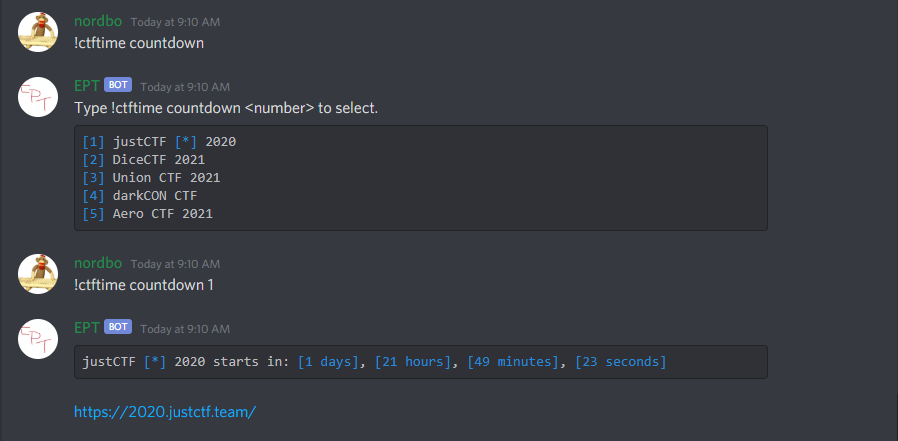 nordbo Today at 9:10 AM
!ctftime countdown
EPT
EPT BOT Today at 9:10 AM
Type !ctftime countdown <number> to select.
[1] justCTF [*] 2020
[2] DiceCTF 2021
[3] Union CTF 2021
[4] darkCON CTF
[5] Aero CTF 2021
nordbo Today at 9:10 AM
!ctftime countdown 1
EPT
EPT BOT Today at 9:10 AM
justCTF [*] 2020 starts in: [1 days], [21 hours], [49 minutes], [23 seconds]
https://2020.justctf.team/